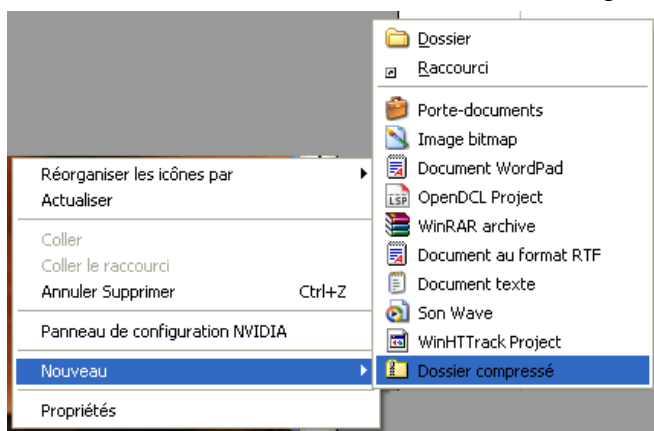 Dossier
Raccourci
Porte-documents
Image bitmap
Document WordPad
LSP OpenDCL Project
WinRAR archive
Document au format RTF
Document texte
Son Wave
WinHTTrack Project
Dossier compressé
Réorganiser les icônes par
Actualiser
Coller
Coller le raccourci
Annuler Supprimer Ctrl+Z
Panneau de configuration NVIDIA
Nouveau
Propriétés